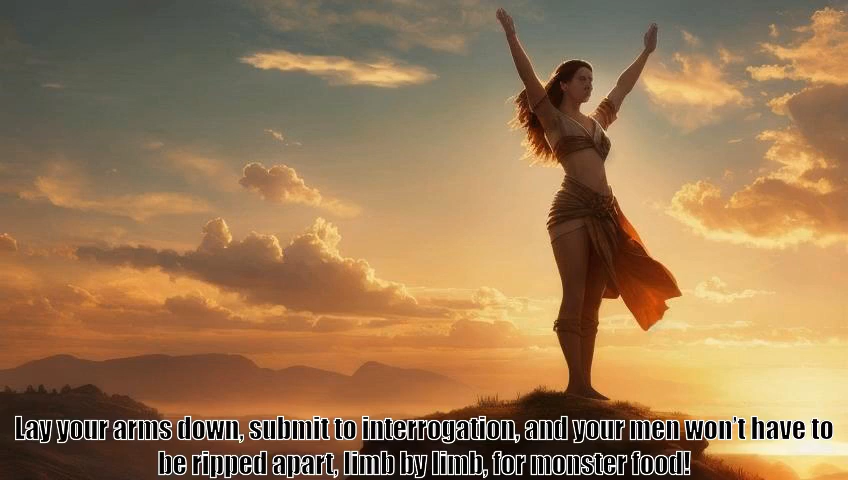 Lay your arms down, submit to interrogation, and your men won't have to
be ripped apart, limb by limb, for monster food!